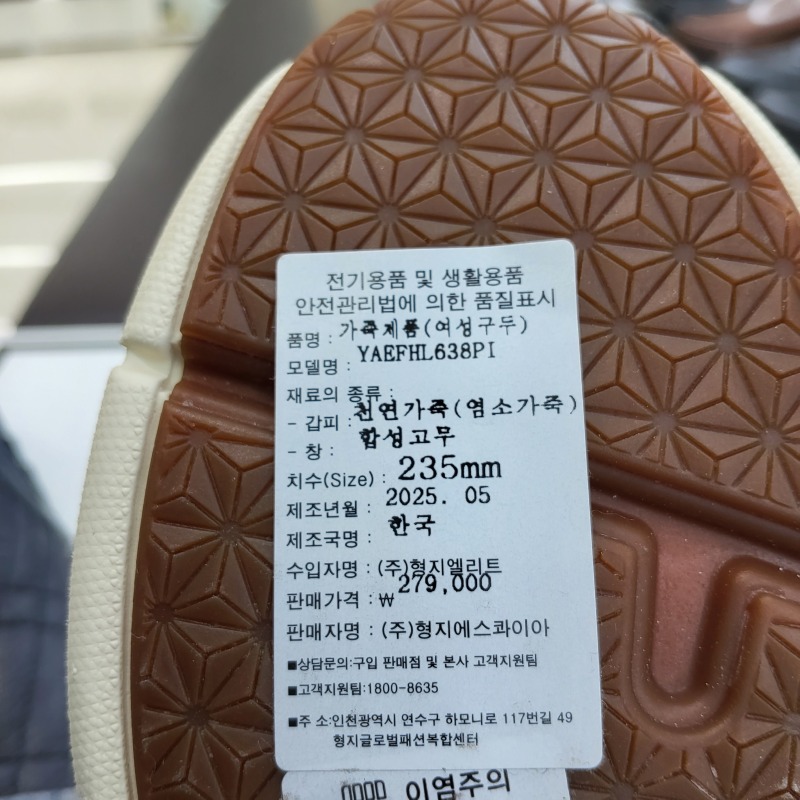 전기용품 및 생활용품
안전관리법에 의한 품질표시
품명 : 가죽제품(여성구두)
모델명 : YAEFHL638PI
재료의 종류 :
- 갑피 : 천연가죽(염소가죽)
- 창 : 합성고무
치수(Size) : 235mm
제조년월 : 2025. 05
제조국명 : 한국
수입자명 : (주)형지엘리트
판매가격 : ₩279,000
판매자명 : (주)형지에스콰이아
■상담문의:구입 판매점 및 본사 고객지원팀
■고객지원팀:1800-8635
■주 소:인천광역시 연수구 하모니로 117번길 49
형지글로벌패션복합센터
이염주의